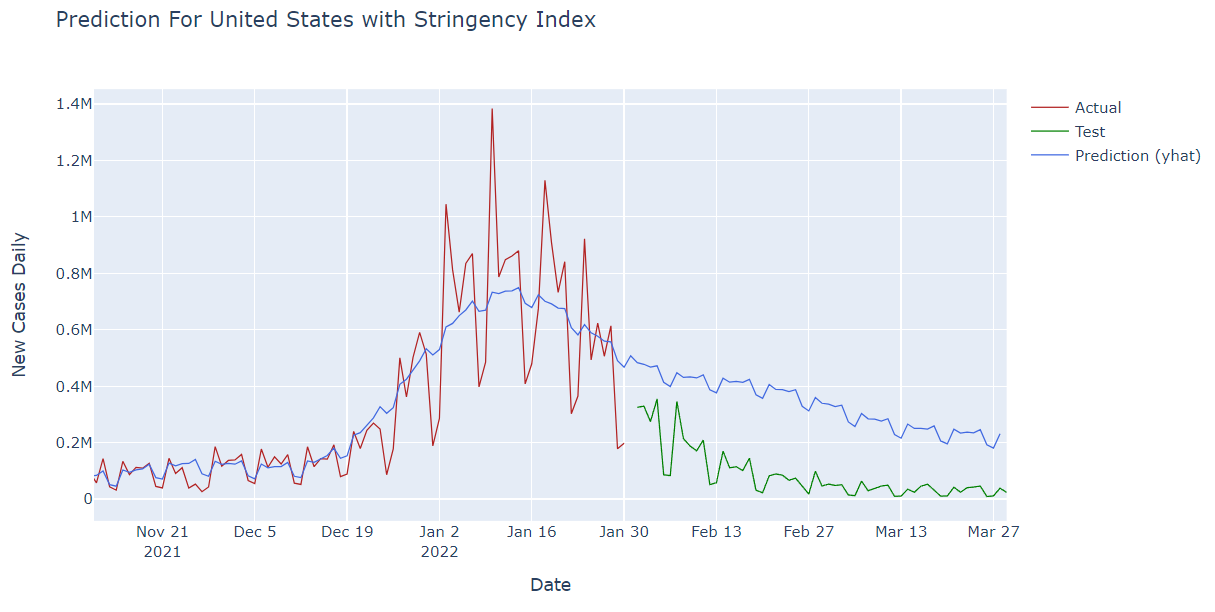 Prediction For United States with Stringency Index
1.4M
1.2M
1M
0.8M
0.6M
0.4M
0.2M
0
New Cases Daily
Nov 21
2021
Dec 5
Dec 19
Jan 2
2022
Jan 16
Jan 30
Feb 13
Feb 27
Mar 13
Mar 27
Date
Actual
Test
Prediction (yhat)